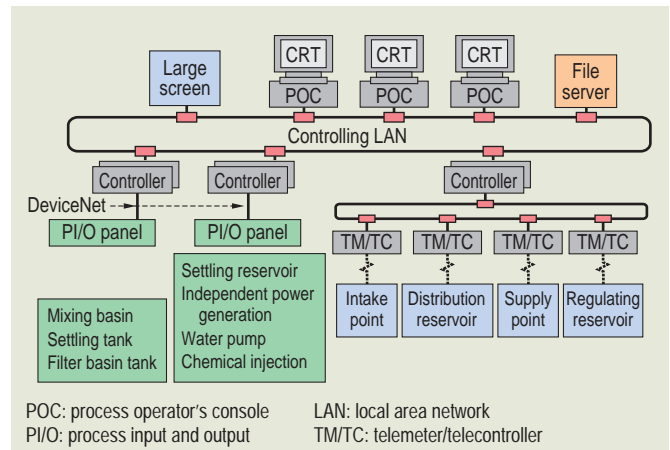 Large
screen
CRT
CRT
CRT
POC
POC
POC
File
server
Controlling LAN
Controller
Controller
Controller
DeviceNet
PI/O panel
PI/O panel
TM/TC
TM/TC
TM/TC
TM/TC
Mixing basin
Settling tank
Filter basin tank
Settling reservoir
Independent power
generation
Water pump
Chemical injection
Intake
point
Distribution
reservoir
Supply
point
Regulating
reservoir
POC: process operator's console
LAN: local area network
PI/O: process input and output
TM/TC: telemeter/telecontroller